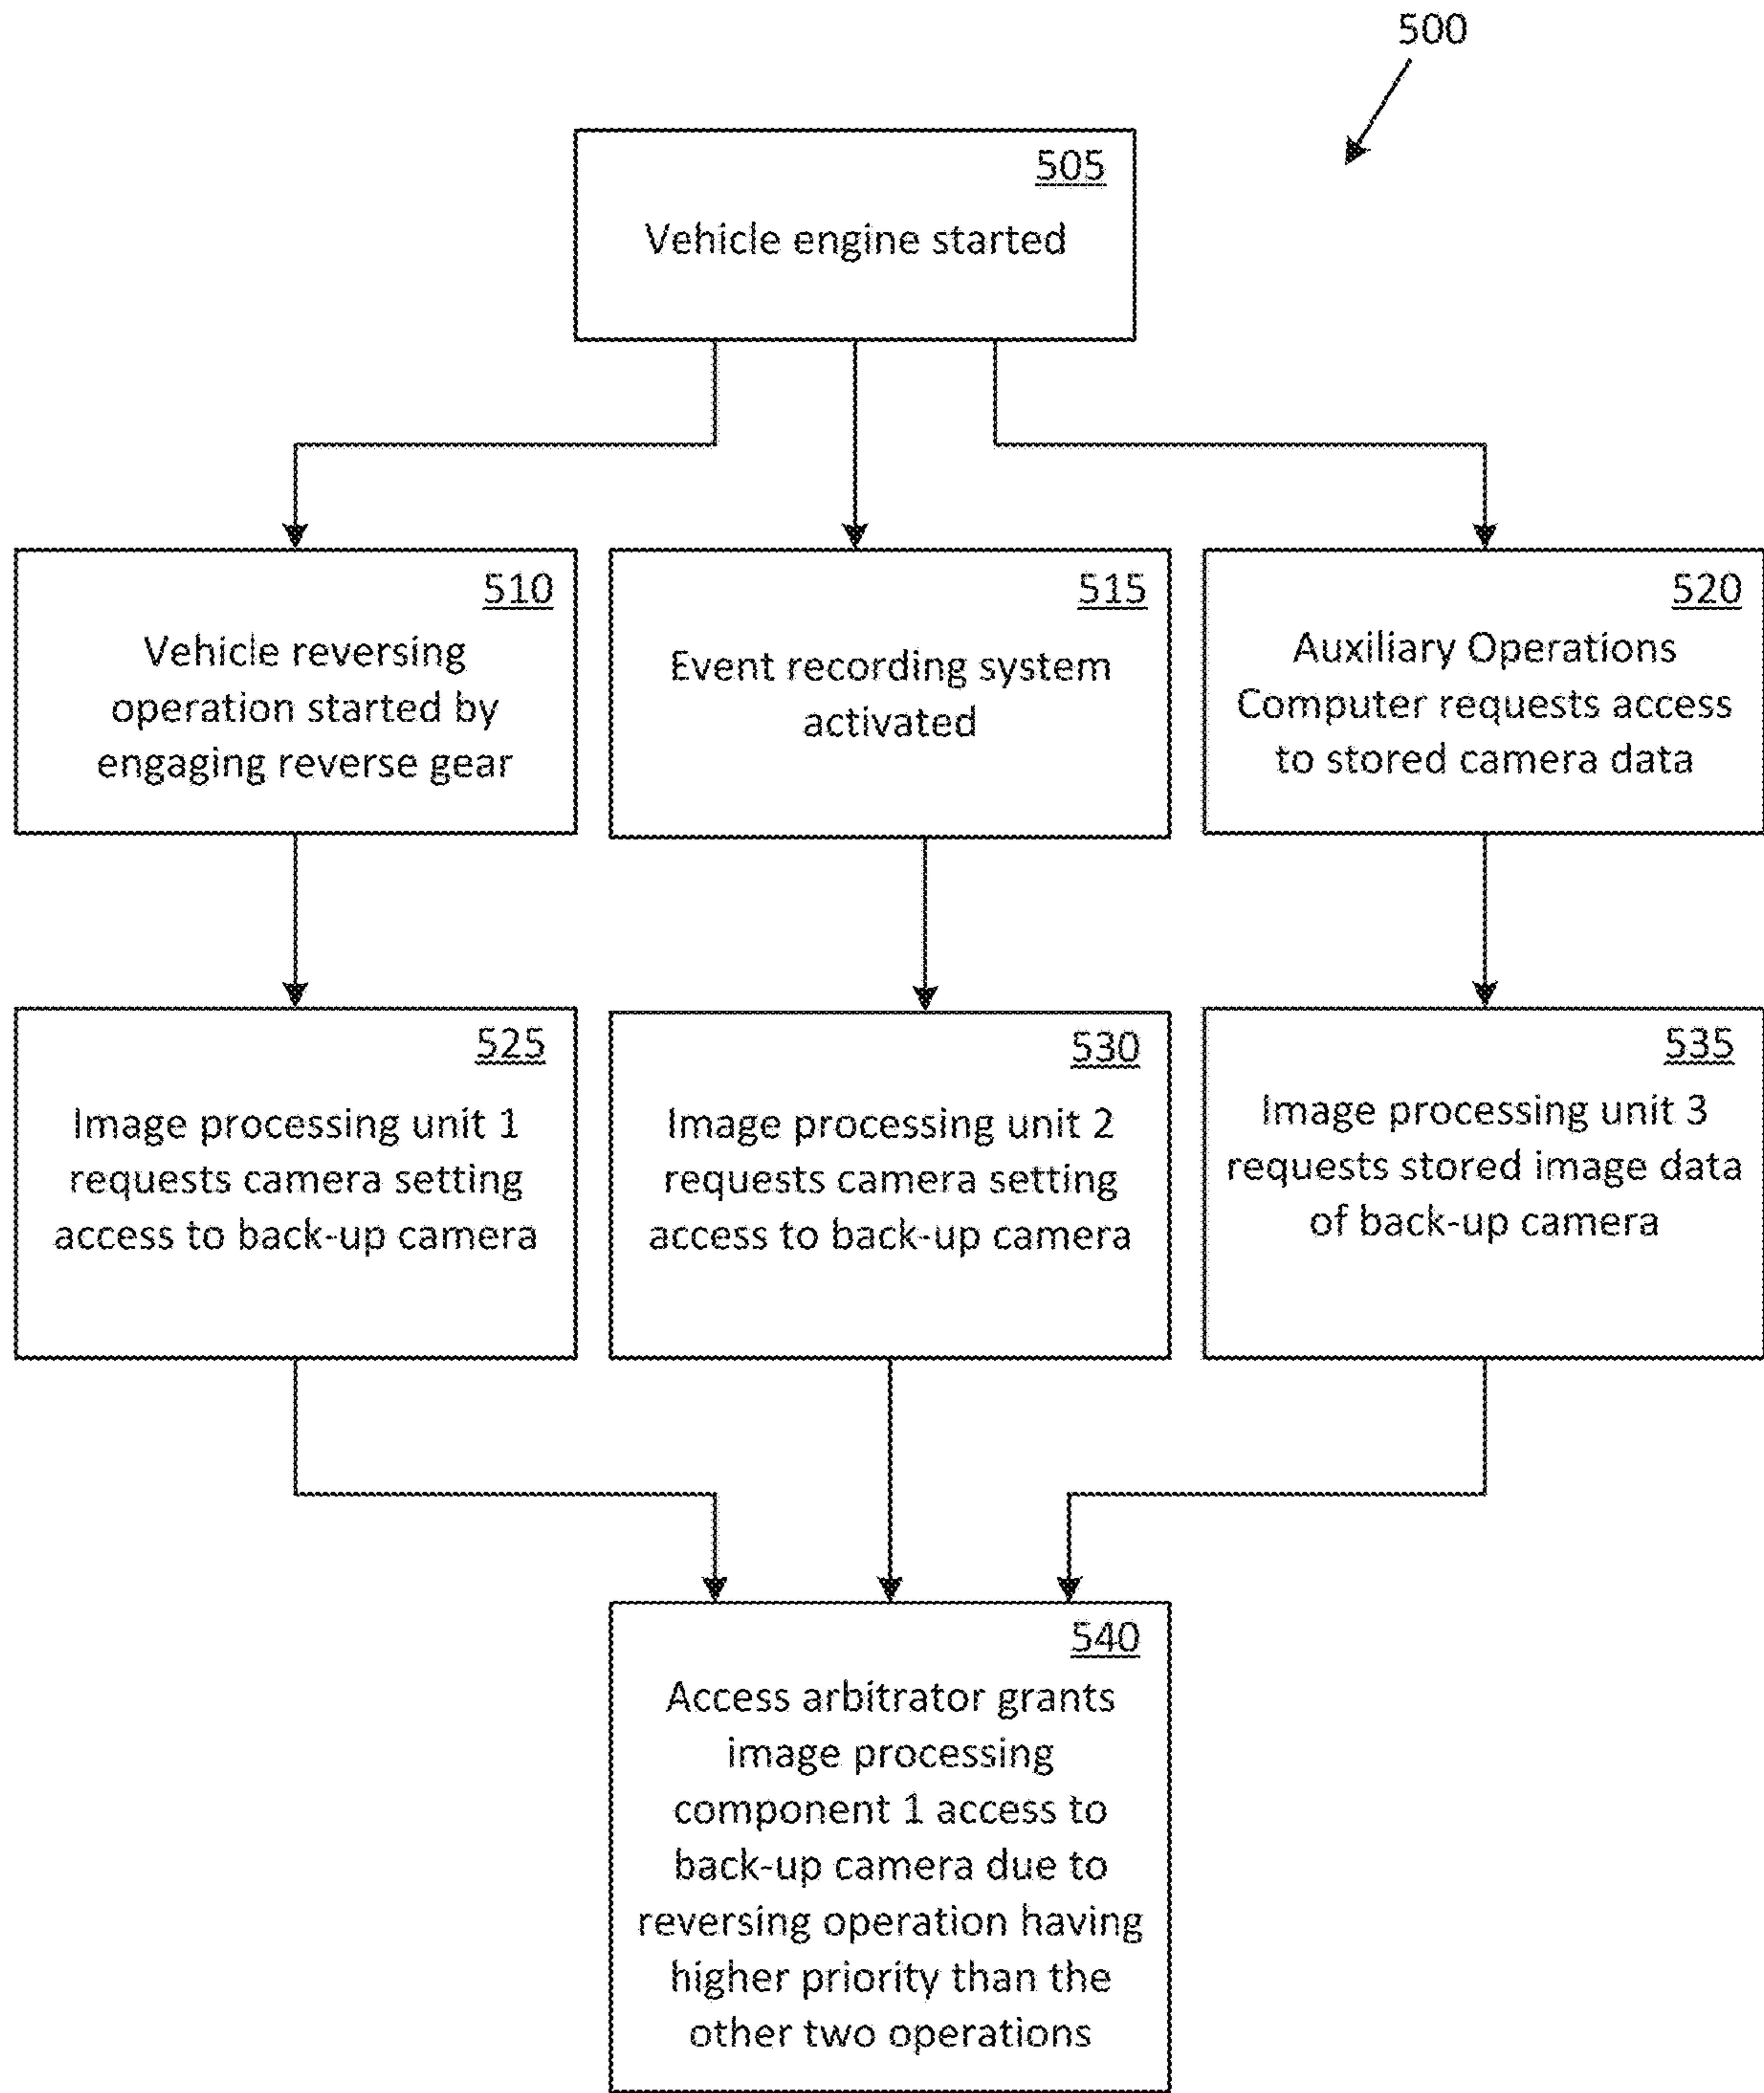 500
505
Vehicle engine started
510
Vehicle reversing
operation started by
engaging reverse gear
515
Event recording system
activated
520
Auxiliary Operations
Computer requests access
to stored camera data
525
Image processing unit 1
requests camera setting
access to back-up camera
530
Image processing unit 2
requests camera setting
access to back-up camera
535
Image processing unit 3
requests stored image data
of back-up camera
540
Access arbitrator grants
image processing
component 1 access to
back-up camera due to
reversing operation having
higher priority than the
other two operations